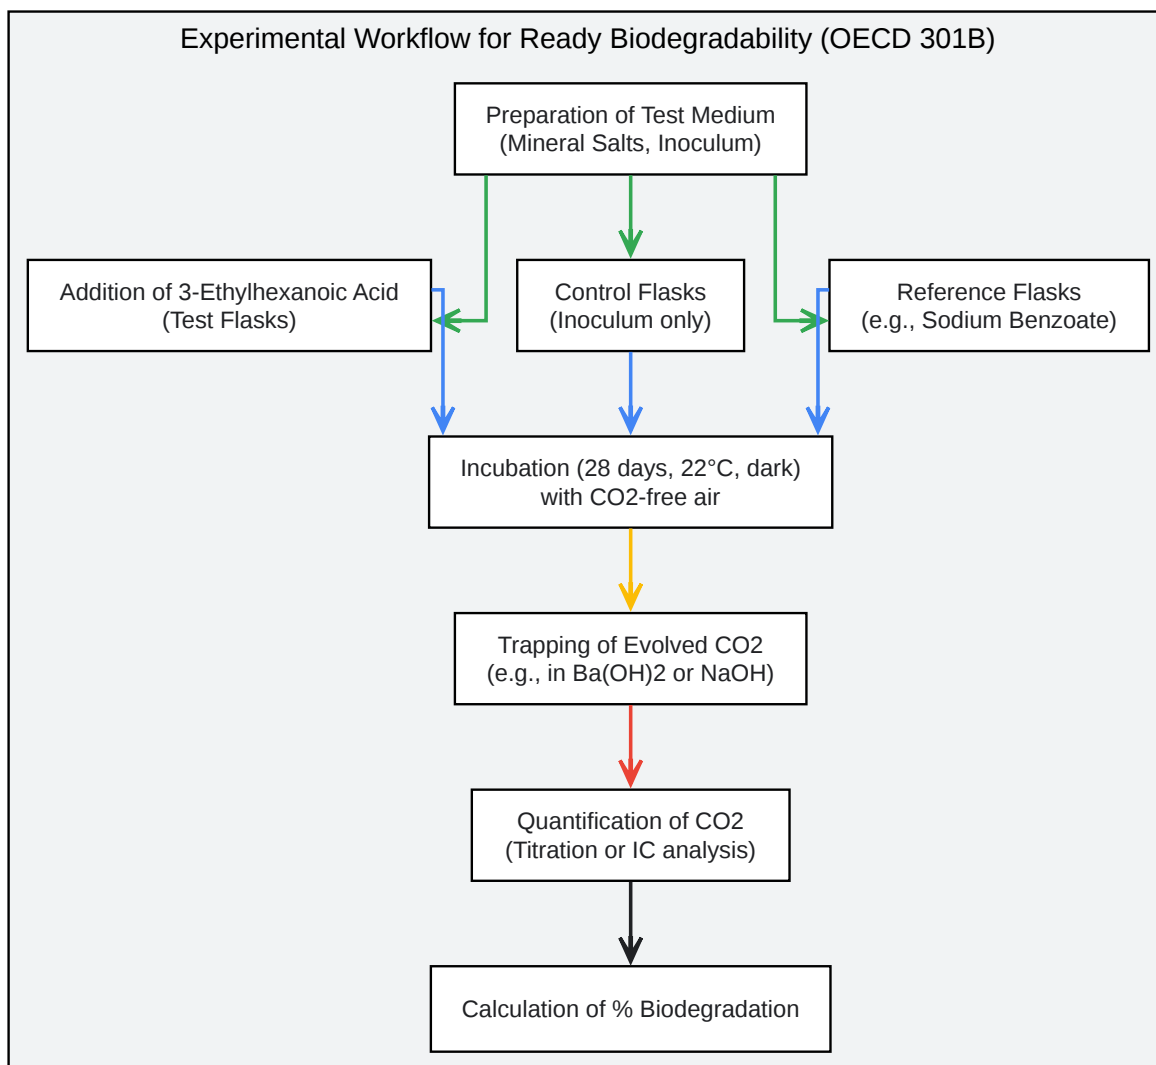 Experimental Workflow for Ready Biodegradability (OECD 301B)
Preparation of Test Medium
(Mineral Salts, Inoculum)
Addition of 3-Ethylhexanoic Acid
(Test Flasks)
Control Flasks
(Inoculum only)
Reference Flasks
(e.g., Sodium Benzoate)
Incubation (28 days, 22°C, dark)
with CO2-free air
Trapping of Evolved CO2
(e.g., in Ba(OH)2 or NaOH)
Quantification of CO2
(Titration or IC analysis)
Calculation of % Biodegradation